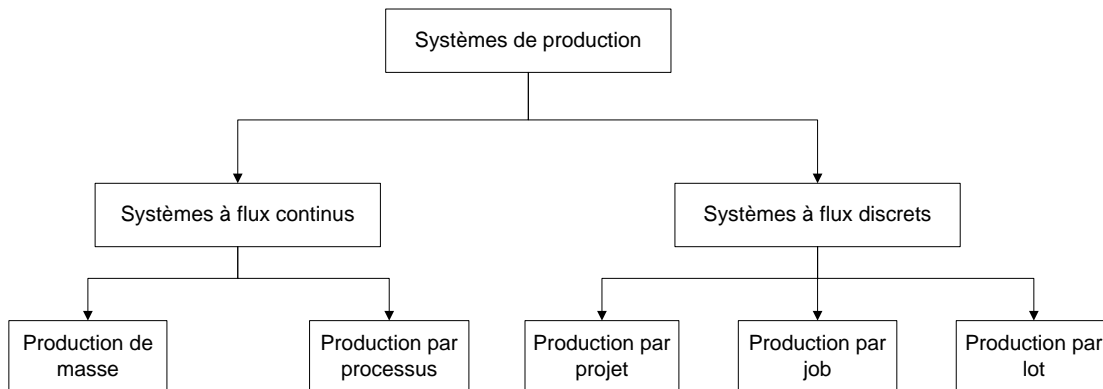 Systèmes de production
Systèmes à flux continus
Systèmes à flux discrets
Production de
masse
Production par
processus
Production par
projet
Production par
job
Production par
lot